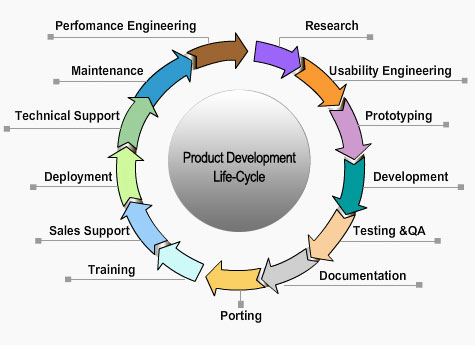 Perfomance Engineering
Research
Maintenance
Usability Engineering
Technical Support
Prototyping
Product Development
Life-Cycle
Deployment
Development
Sales Support
Testing &QA
Training
Documentation
Porting